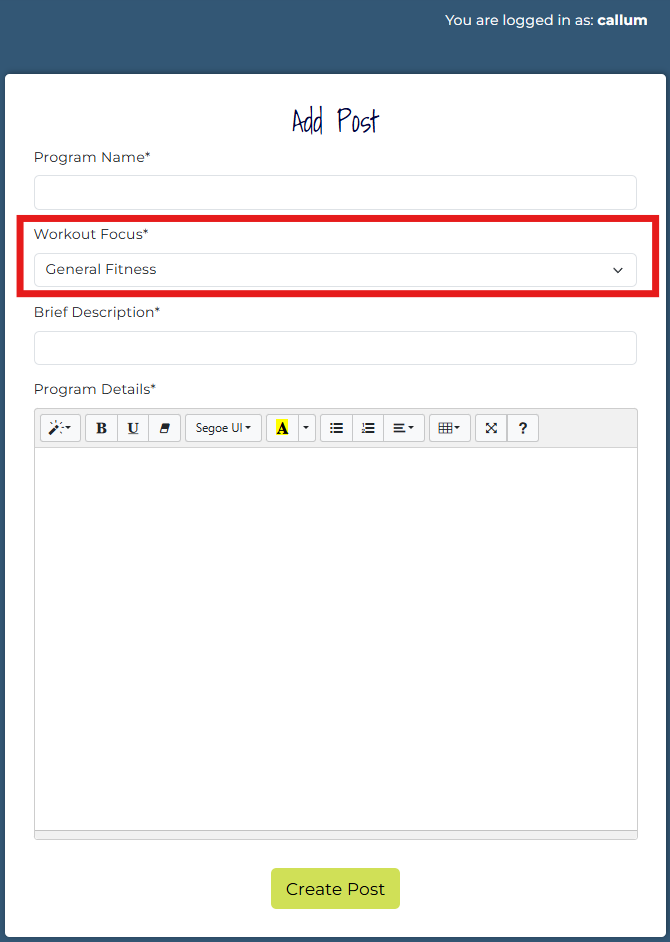 You are logged in as: callum
Add Post
Program Name*
Workout Focus*
General Fitness
Brief Description*
Program Details*
B U Segoe UI A ?
Create Post